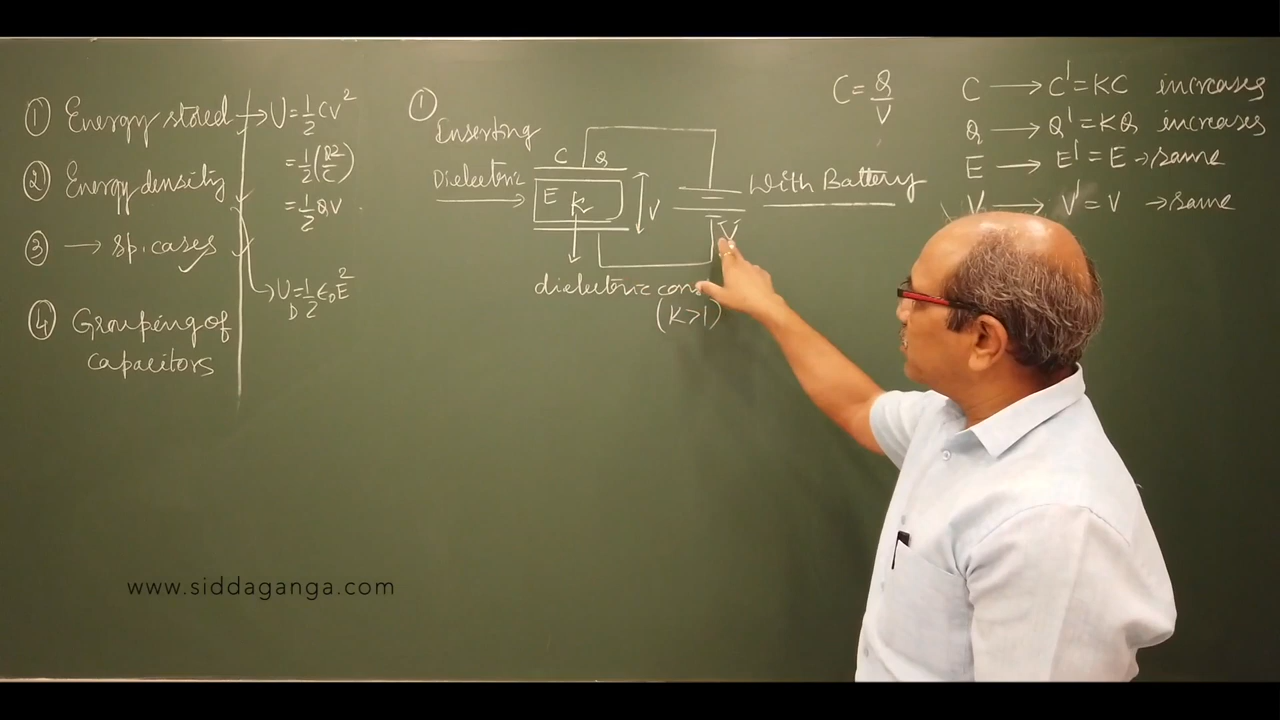 ① Energy stored → U = 1/2 CV²
= 1/2 (Q²/C)
② Energy density
= 1/2 QV
③ → sp. cases
U_D = 1/2 ε₀E²
④ Grouping of
capacitors
①
Inserting
Dielectric
C Q
E K
V
V
With Battery
dielectric con
(K>1)
C = Q/V
C → C' = KC increases
Q → Q' = KQ increases
E → E' = E → same
V → V' = V → same
www.siddaganga.com